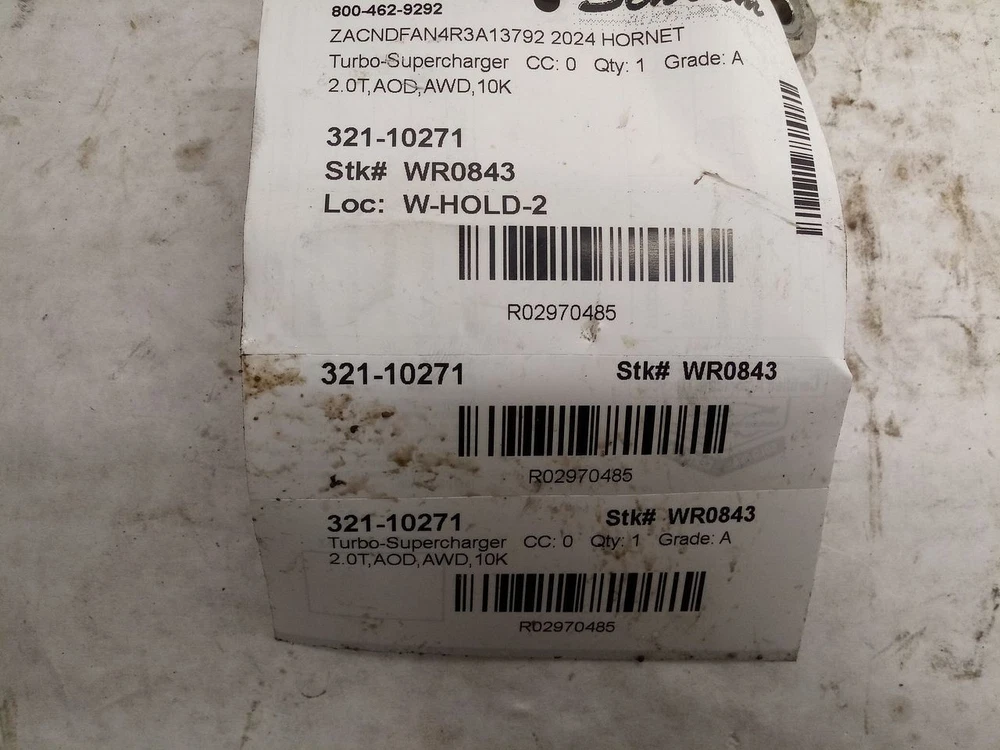 800-462-9292
ZACNDFAN4R3A13792 2024 HORNET
Turbo-Supercharger CC: 0 Qty: 1 Grade: A
2.0T,AOD,AWD,10K
321-10271
Stk# WR0843
Loc: W-HOLD-2
R02970485
321-10271 Stk# WR0843
R02970485
321-10271 Stk# WR0843
Turbo-Supercharger CC: 0 Qty: 1 Grade: A
2.0T,AOD,AWD,10K
R02970485